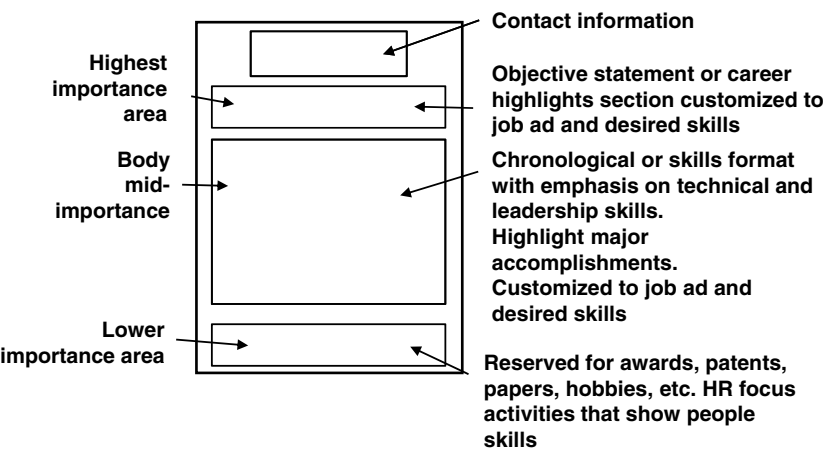 Contact information
Highest
importance
area
Objective statement or career
highlights section customized to
job ad and desired skills
Body
mid-
importance
Chronological or skills format
with emphasis on technical and
leadership skills.
Highlight major
accomplishments.
Customized to job ad and
desired skills
Lower
importance area
Reserved for awards, patents,
papers, hobbies, etc. HR focus
activities that show people
skills